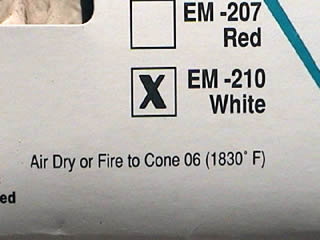 EM -207
Red
X EM -210
White
Air Dry or Fire to Cone 06 (1830° F)
ed